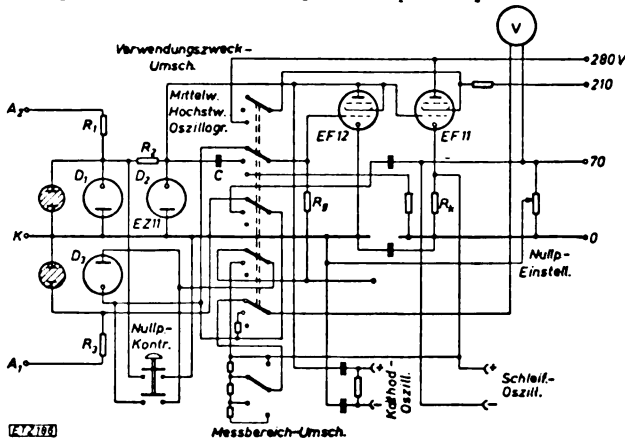 V
280 V
210
70
0
Verwendungszweck-
Umsch.
Mittelw.
Höchstw.
Oszillogr.
EF12
EF11
A₂
R₁
R₂
D₁
D₂
EZ11
C
K
D₃
Rg
Rk
Nullp.-
Einstell.
Nullp.-
Kontr.
R₃
A₁
+
−
Kathod-
Oszill.
+
−
Schleif.-
Oszill.
Messbereich-Umsch.
ETZ196